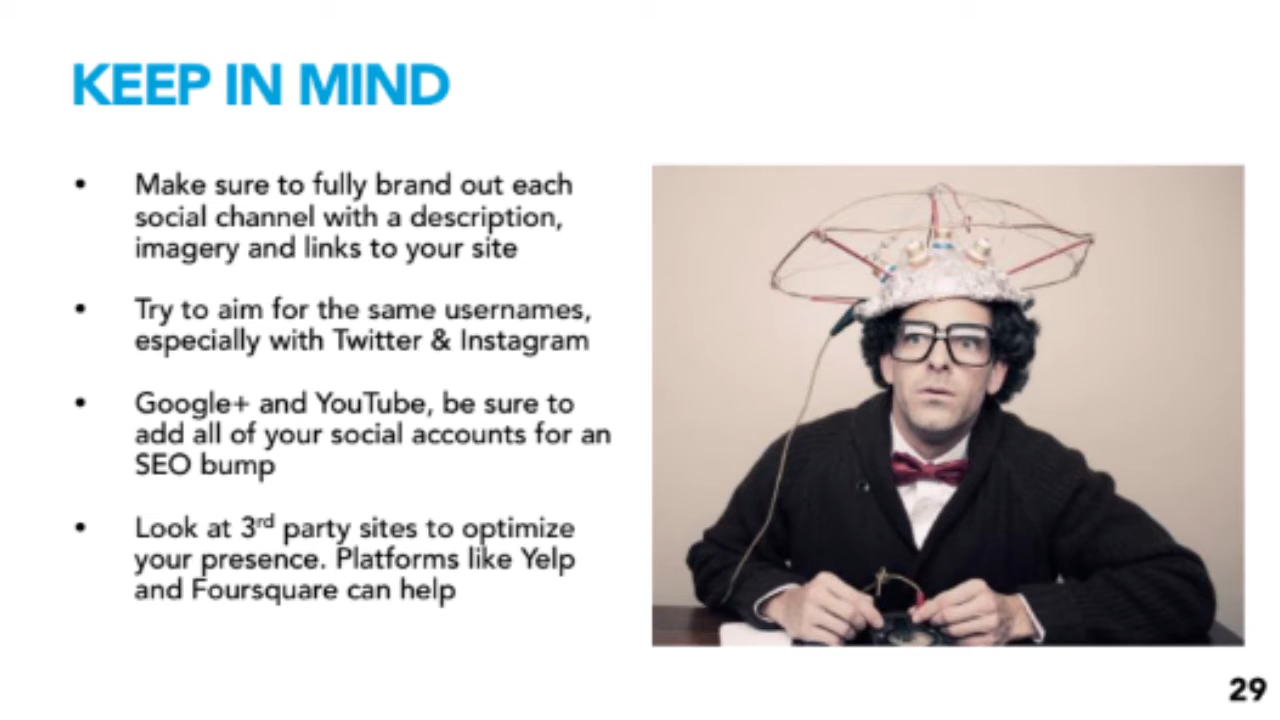 KEEP IN MIND
• Make sure to fully brand out each
social channel with a description,
imagery and links to your site
• Try to aim for the same usernames,
especially with Twitter & Instagram
• Google+ and YouTube, be sure to
add all of your social accounts for an
SEO bump
• Look at 3rd party sites to optimize
your presence. Platforms like Yelp
and Foursquare can help
29